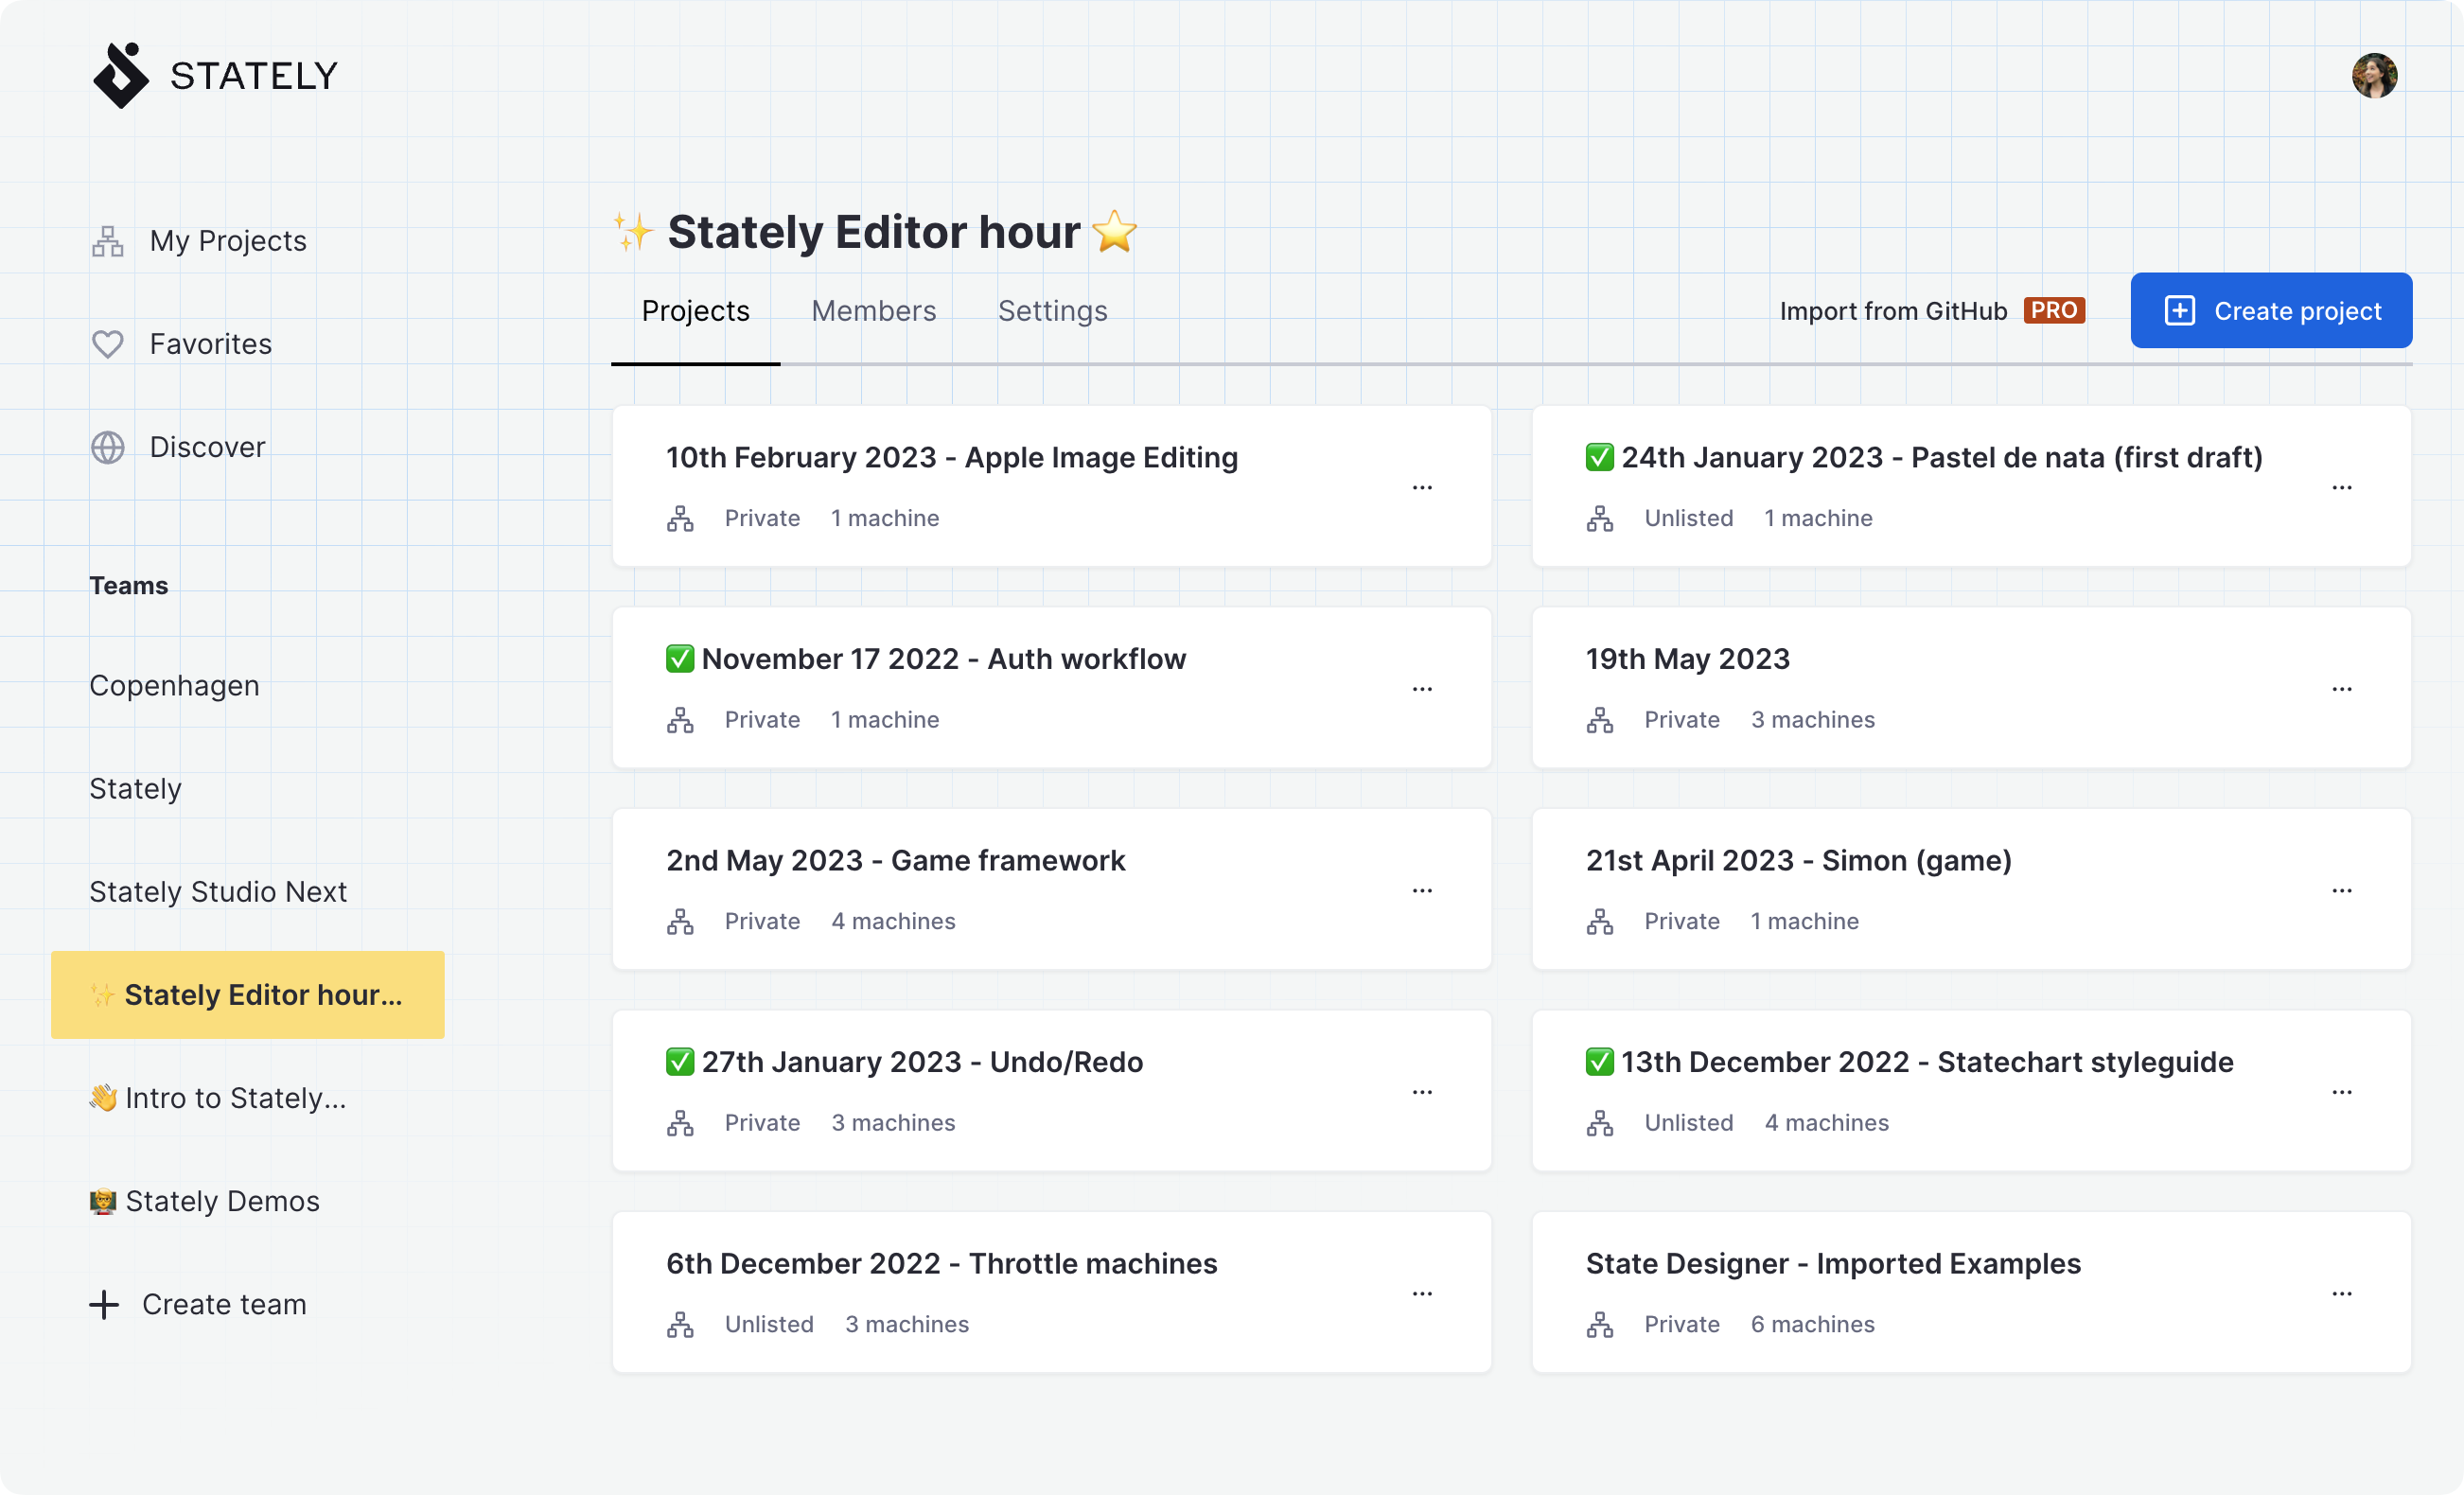 STATELY
My Projects
Favorites
Discover
Teams
Copenhagen
Stately
Stately Studio Next
✨ Stately Editor hour...
👋 Intro to Stately...
👩‍🏫 Stately Demos
Create team
✨ Stately Editor hour ⭐
Projects Members Settings
Import from GitHub PRO
Create project
10th February 2023 - Apple Image Editing
Private 1 machine
✅ 24th January 2023 - Pastel de nata (first draft)
Unlisted 1 machine
✅ November 17 2022 - Auth workflow
Private 1 machine
19th May 2023
Private 3 machines
2nd May 2023 - Game framework
Private 4 machines
21st April 2023 - Simon (game)
Private 1 machine
✅ 27th January 2023 - Undo/Redo
Private 3 machines
✅ 13th December 2022 - Statechart styleguide
Unlisted 4 machines
6th December 2022 - Throttle machines
Unlisted 3 machines
State Designer - Imported Examples
Private 6 machines